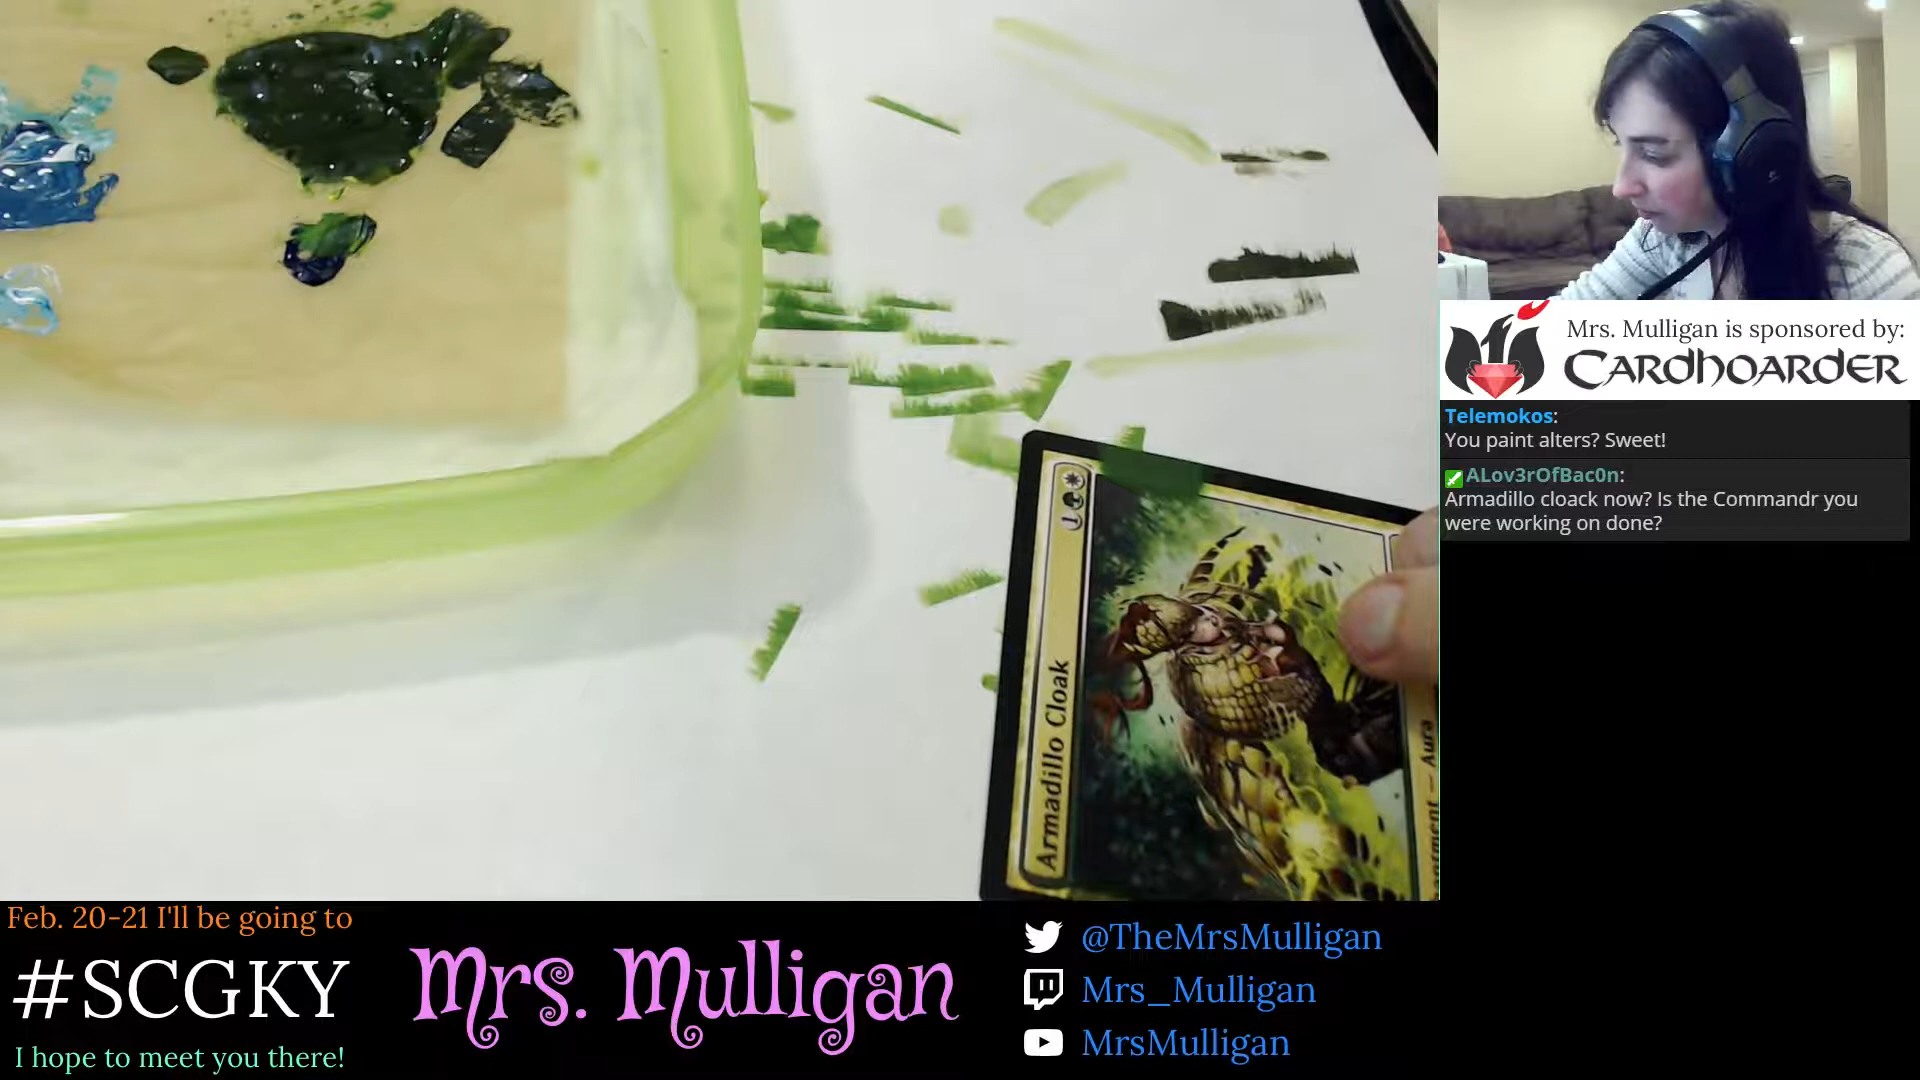 Mrs. Mulligan is sponsored by:
CARDHOARDER
Telemokos:
You paint alters? Sweet!
ALov3rOfBac0n:
Armadillo cloack now? Is the Commandr you
were working on done?
1
Armadillo Cloak
Aura
Feb. 20-21 I'll be going to
#SCGKY
I hope to meet you there!
Mrs. Mulligan
@TheMrsMulligan
Mrs_Mulligan
MrsMulligan